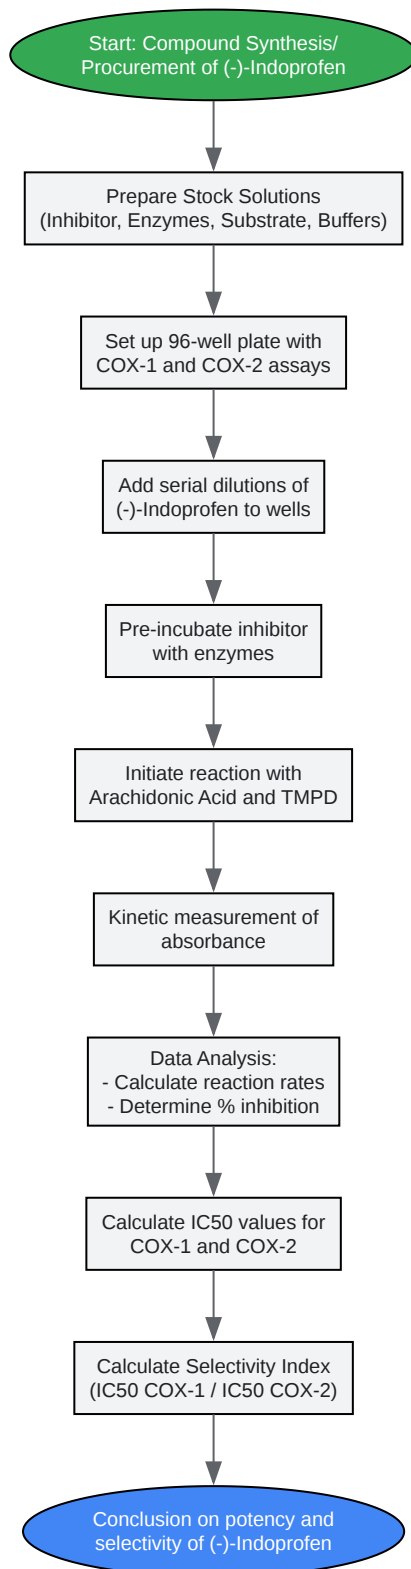 Start: Compound Synthesis/
Procurement of (-)-Indoprofen
Prepare Stock Solutions
(Inhibitor, Enzymes, Substrate, Buffers)
Set up 96-well plate with
COX-1 and COX-2 assays
Add serial dilutions of
(-)-Indoprofen to wells
Pre-incubate inhibitor
with enzymes
Initiate reaction with
Arachidonic Acid and TMPD
Kinetic measurement of
absorbance
Data Analysis:
- Calculate reaction rates
- Determine % inhibition
Calculate IC50 values for
COX-1 and COX-2
Calculate Selectivity Index
(IC50 COX-1 / IC50 COX-2)
Conclusion on potency and
selectivity of (-)-Indoprofen